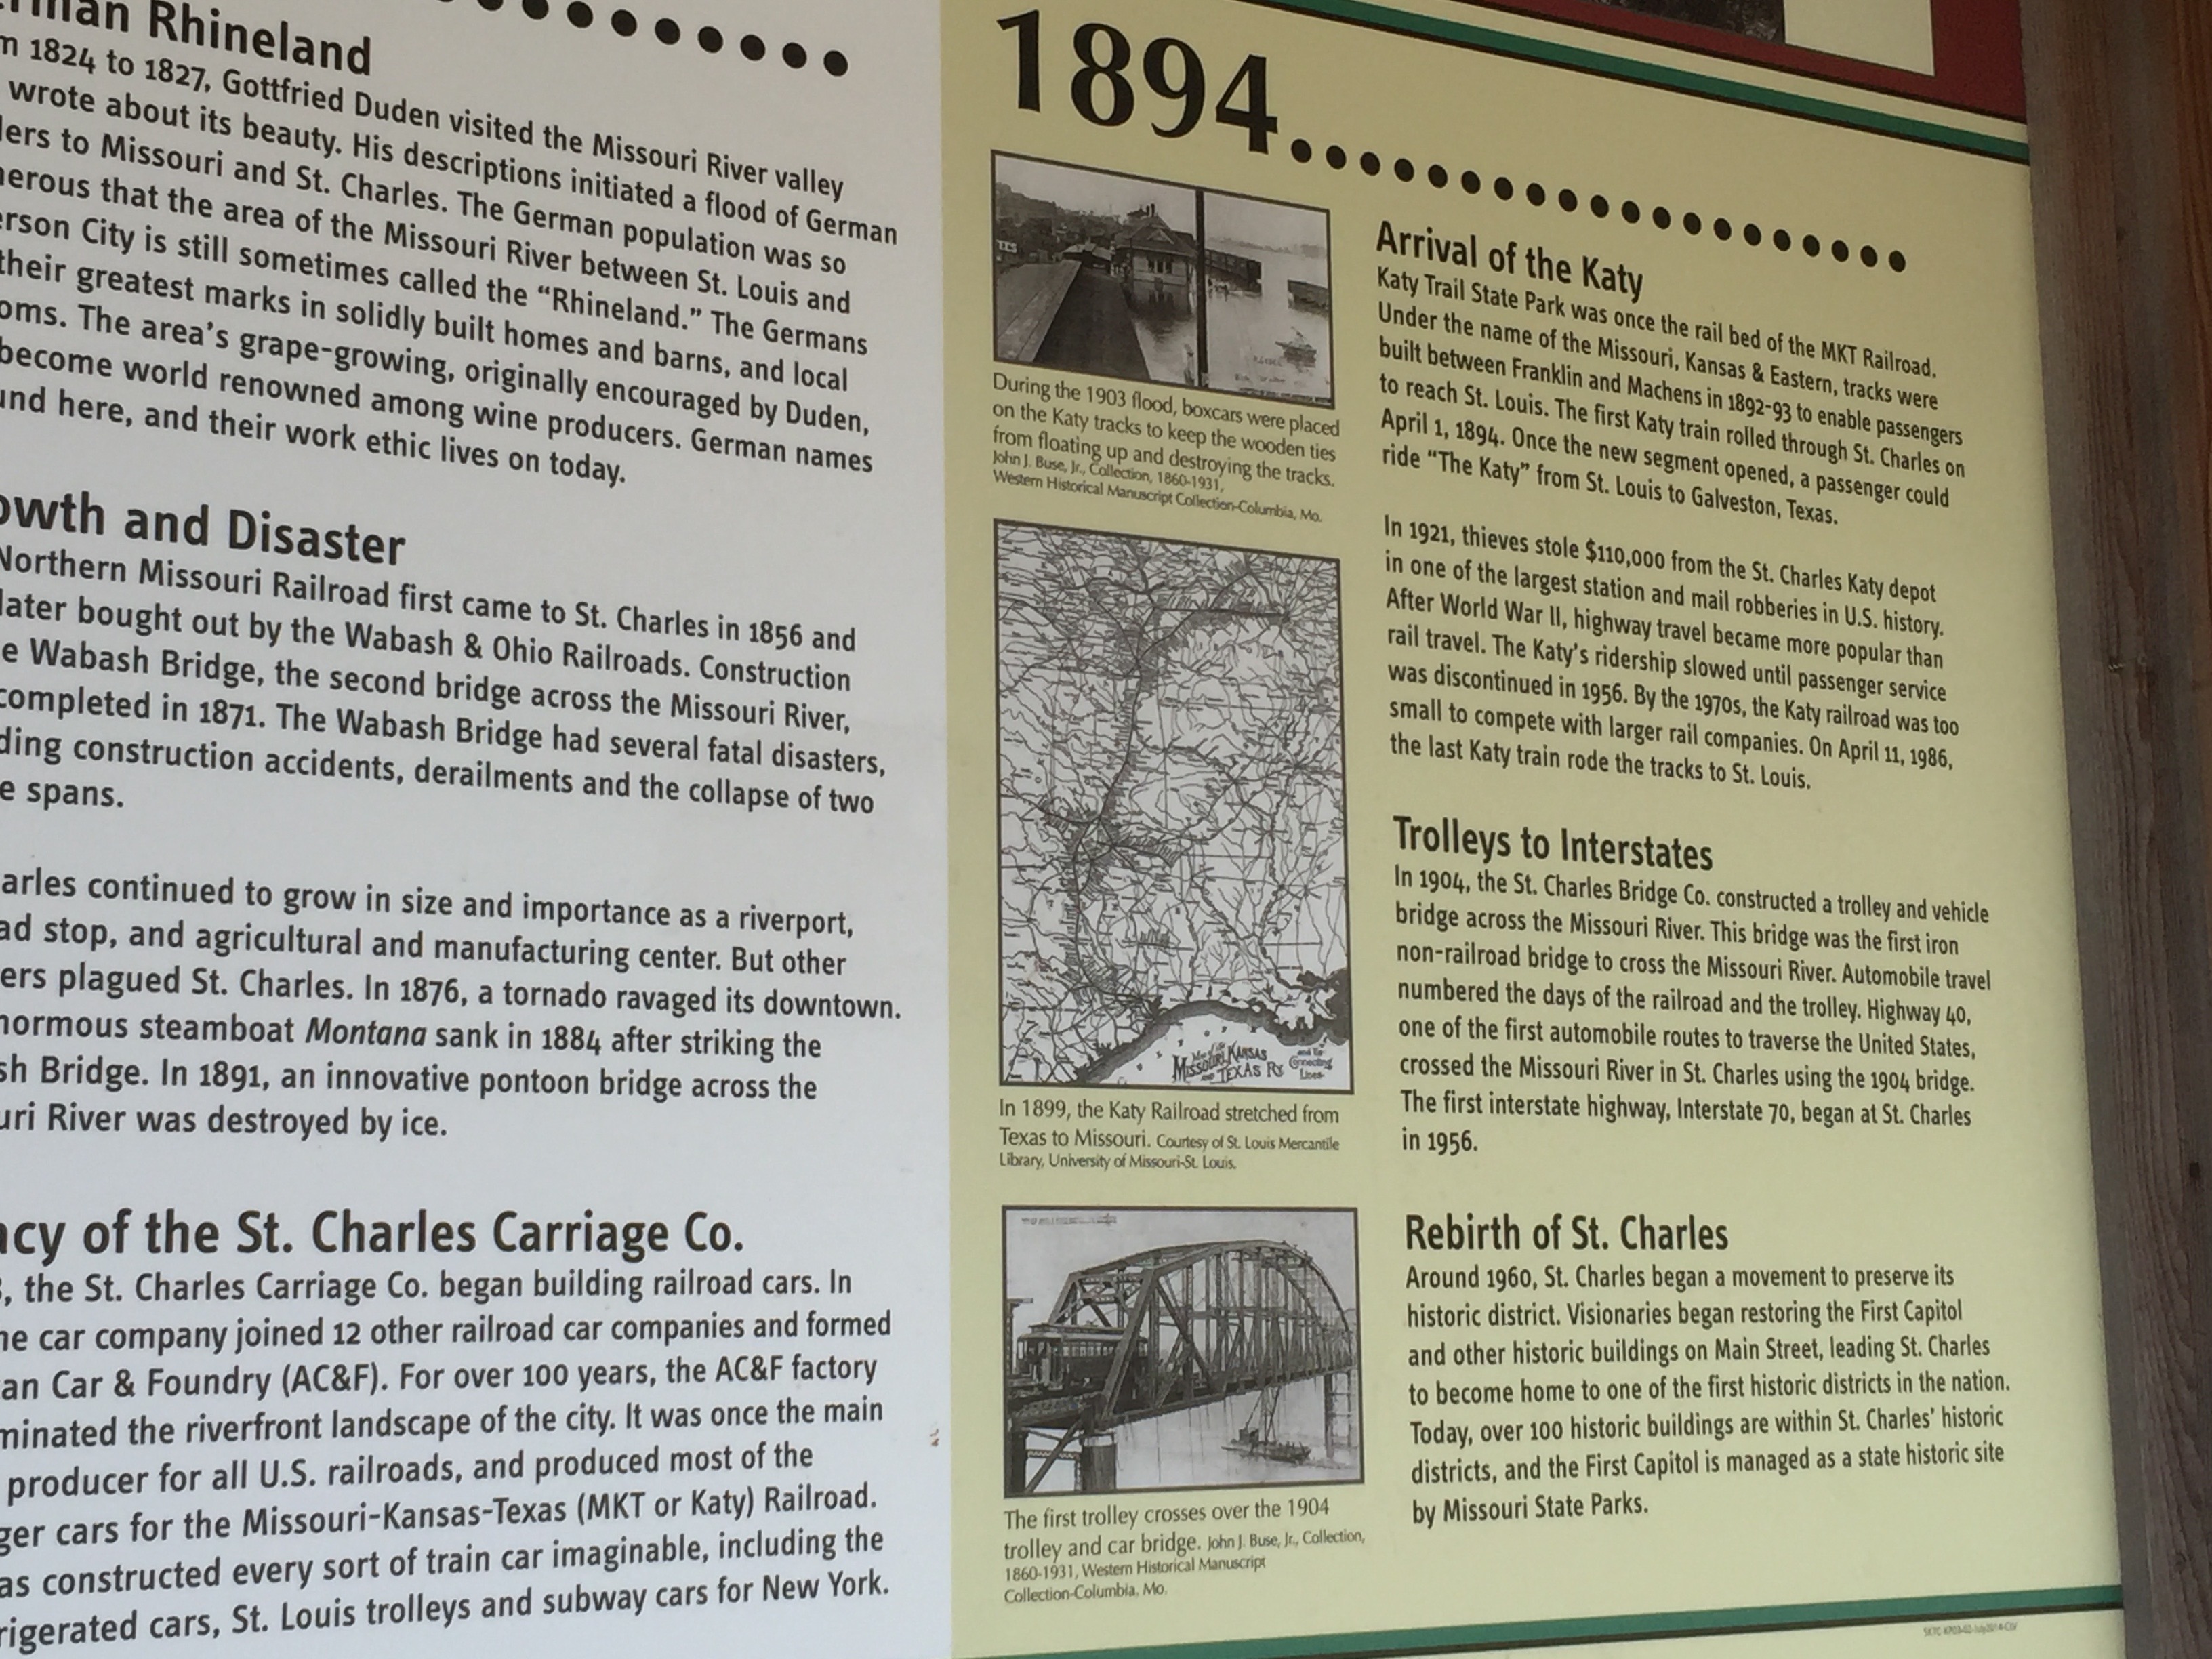 rman Rhineland
m 1824 to 1827, Gottfried Duden visited the Missouri River valley
wrote about its beauty. His descriptions initiated a flood of German
lers to Missouri and St. Charles. The German population was so
nerous that the area of the Missouri River between St. Louis and
erson City is still sometimes called the “Rhineland.” The Germans
their greatest marks in solidly built homes and barns, and local
oms. The area’s grape-growing, originally encouraged by Duden,
become world renowned among wine producers. German names
und here, and their work ethic lives on today.
owth and Disaster
Northern Missouri Railroad first came to St. Charles in 1856 and
later bought out by the Wabash & Ohio Railroads. Construction
e Wabash Bridge, the second bridge across the Missouri River,
completed in 1871. The Wabash Bridge had several fatal disasters,
ding construction accidents, derailments and the collapse of two
e spans.
arles continued to grow in size and importance as a riverport,
ad stop, and agricultural and manufacturing center. But other
ers plagued St. Charles. In 1876, a tornado ravaged its downtown.
normous steamboat Montana sank in 1884 after striking the
sh Bridge. In 1891, an innovative pontoon bridge across the
uri River was destroyed by ice.
acy of the St. Charles Carriage Co.
, the St. Charles Carriage Co. began building railroad cars. In
he car company joined 12 other railroad car companies and formed
an Car & Foundry (AC&F). For over 100 years, the AC&F factory
minated the riverfront landscape of the city. It was once the main
producer for all U.S. railroads, and produced most of the
ger cars for the Missouri-Kansas-Texas (MKT or Katy) Railroad.
as constructed every sort of train car imaginable, including the
rigerated cars, St. Louis trolleys and subway cars for New York.
1894
During the 1903 flood, boxcars were placed
on the Katy tracks to keep the wooden ties
from floating up and destroying the tracks.
John J. Buse, Jr., Collection, 1860-1931,
Western Historical Manuscript Collection-Columbia, Mo.
Map of the
Missouri, Kansas
and Texas Ry.
and
Connecting
Lines
In 1899, the Katy Railroad stretched from
Texas to Missouri. Courtesy of St. Louis Mercantile
Library, University of Missouri-St. Louis.
The first trolley crosses over the 1904
trolley and car bridge. John J. Buse, Jr., Collection,
1860-1931, Western Historical Manuscript
Collection-Columbia, Mo.
Arrival of the Katy
Katy Trail State Park was once the rail bed of the MKT Railroad.
Under the name of the Missouri, Kansas & Eastern, tracks were
built between Franklin and Machens in 1892-93 to enable passengers
to reach St. Louis. The first Katy train rolled through St. Charles on
April 1, 1894. Once the new segment opened, a passenger could
ride “The Katy” from St. Louis to Galveston, Texas.
In 1921, thieves stole $110,000 from the St. Charles Katy depot
in one of the largest station and mail robberies in U.S. history.
After World War II, highway travel became more popular than
rail travel. The Katy’s ridership slowed until passenger service
was discontinued in 1956. By the 1970s, the Katy railroad was too
small to compete with larger rail companies. On April 11, 1986,
the last Katy train rode the tracks to St. Louis.
Trolleys to Interstates
In 1904, the St. Charles Bridge Co. constructed a trolley and vehicle
bridge across the Missouri River. This bridge was the first iron
non-railroad bridge to cross the Missouri River. Automobile travel
numbered the days of the railroad and the trolley. Highway 40,
one of the first automobile routes to traverse the United States,
crossed the Missouri River in St. Charles using the 1904 bridge.
The first interstate highway, Interstate 70, began at St. Charles
in 1956.
Rebirth of St. Charles
Around 1960, St. Charles began a movement to preserve its
historic district. Visionaries began restoring the First Capitol
and other historic buildings on Main Street, leading St. Charles
to become home to one of the first historic districts in the nation.
Today, over 100 historic buildings are within St. Charles’ historic
districts, and the First Capitol is managed as a state historic site
by Missouri State Parks.